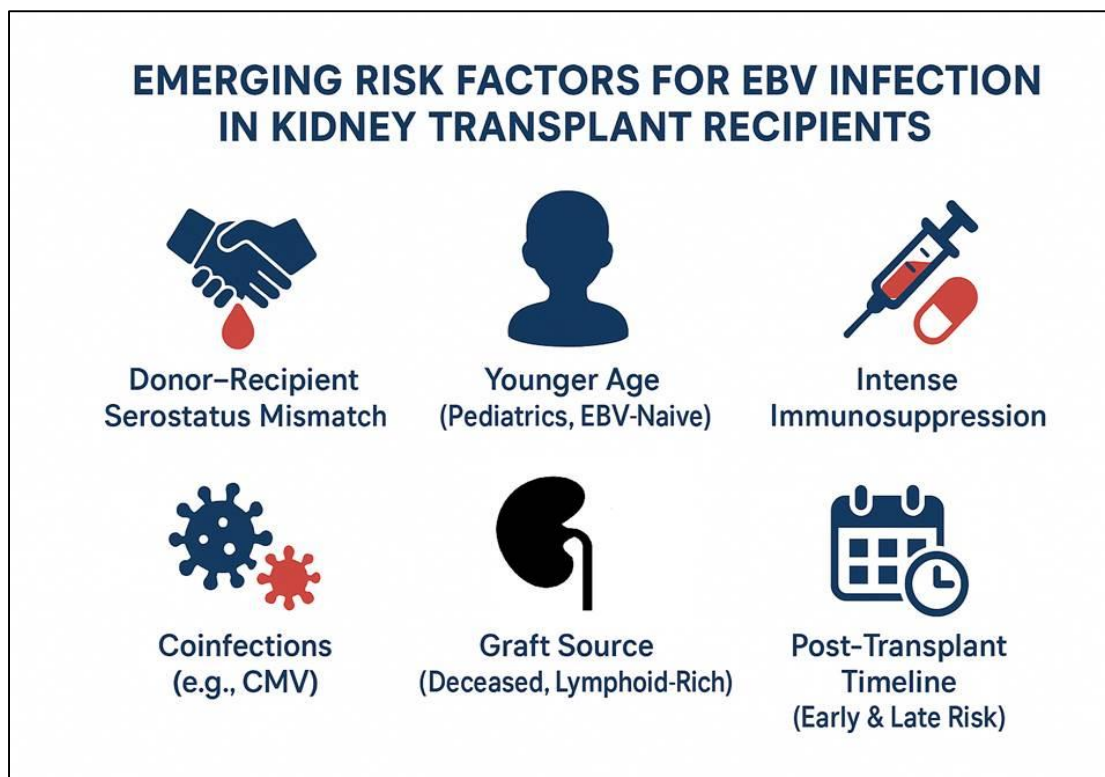 EMERGING RISK FACTORS FOR EBV INFECTION
IN KIDNEY TRANSPLANT RECIPIENTS
Donor–Recipient
Serostatus Mismatch
Younger Age
(Pediatrics, EBV-Naive)
Intense
Immunosuppression
Coinfections
(e.g., CMV)
Graft Source
(Deceased, Lymphoid-Rich)
Post-Transplant
Timeline
(Early & Late Risk)